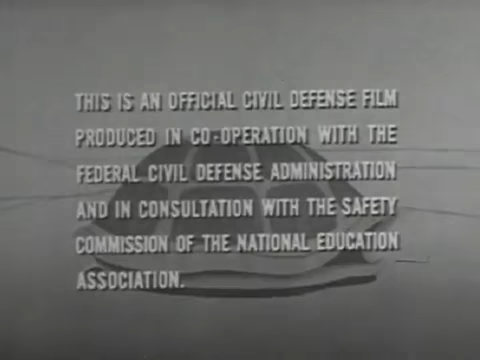 THIS IS AN OFFICIAL CIVIL DEFENSE FILM
PRODUCED IN CO-OPERATION WITH THE
FEDERAL CIVIL DEFENSE ADMINISTRATION
AND IN CONSULTATION WITH THE SAFETY
COMMISSION OF THE NATIONAL EDUCATION
ASSOCIATION.